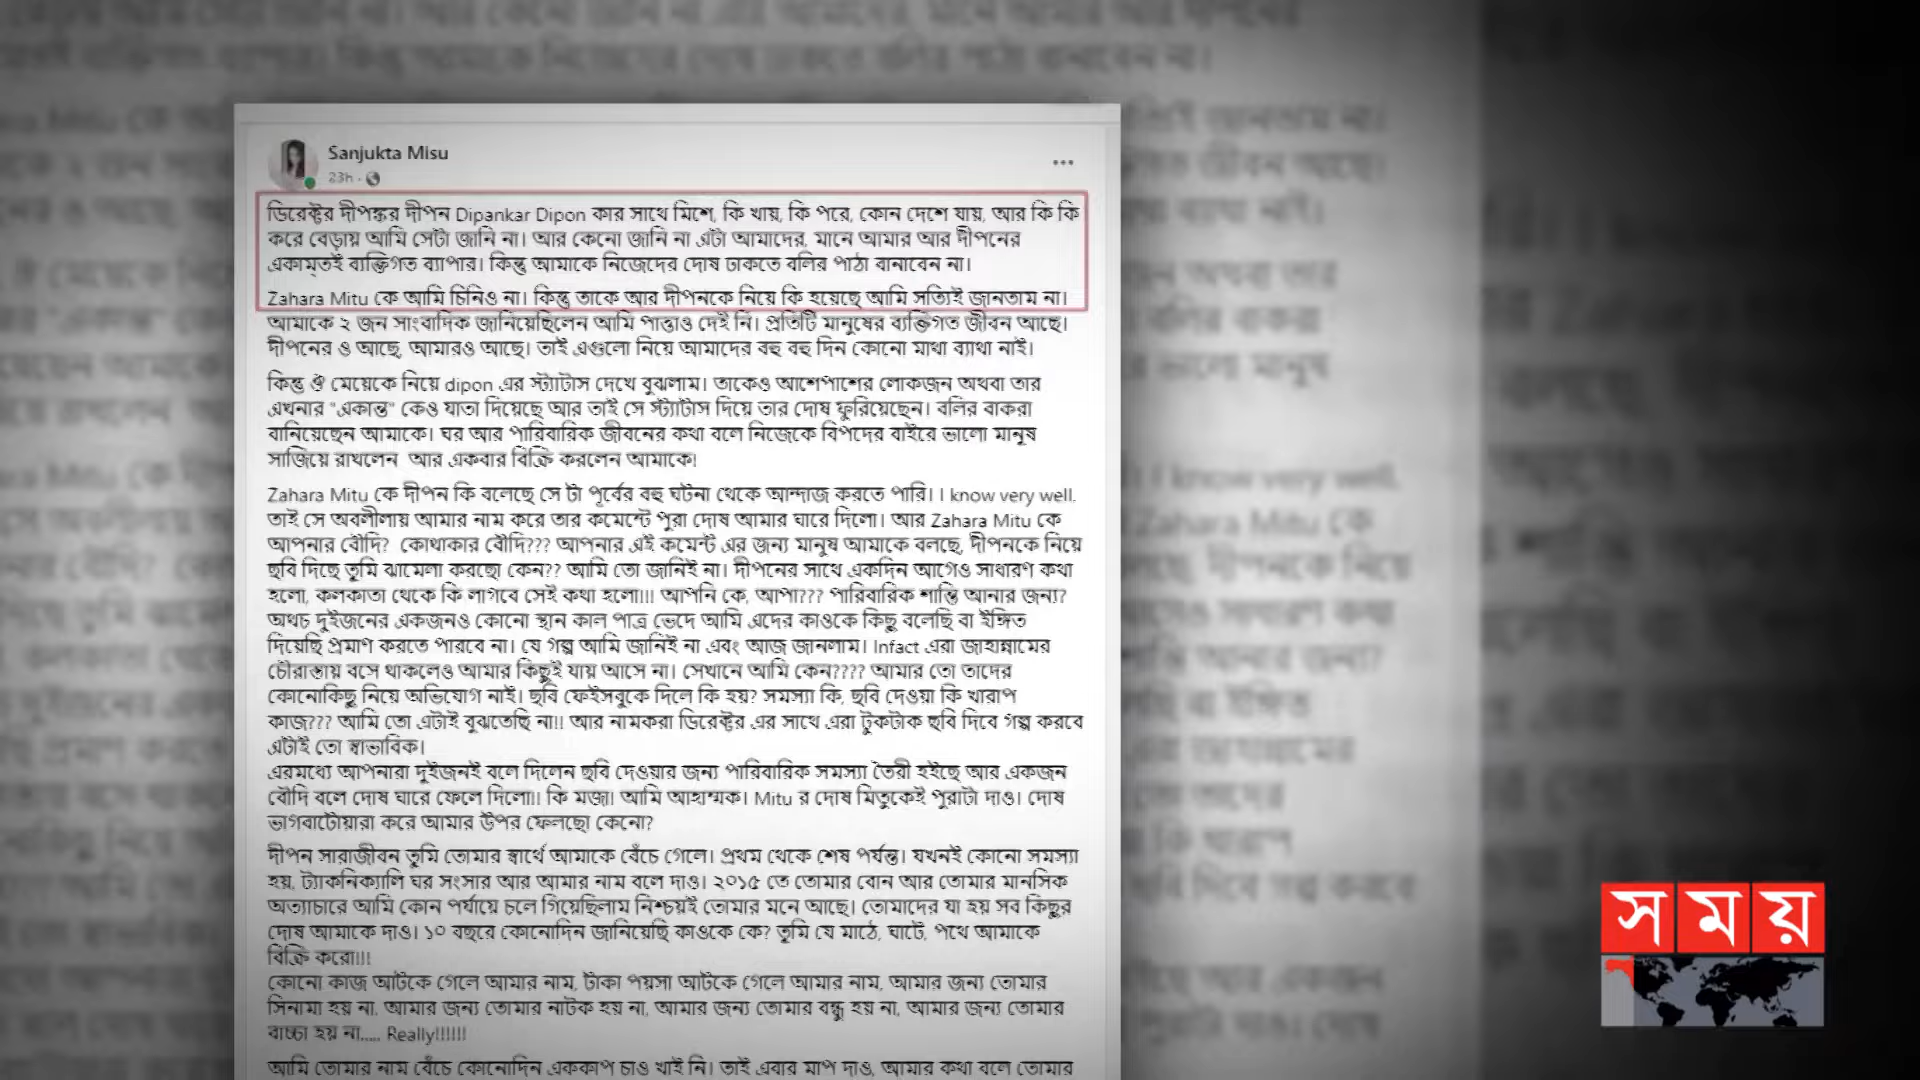 Sanjukta Misu
23h
ডিরেক্টর দীপঙ্কর দীপন Dipankar Dipon কার সাথে মিশে, কি খায়, কি পরে, কোন দেশে যায়, আর কি কি
করে বেড়ায় আমি সেটা জানি না। আর কেনো জানি না এটা আমাদের, মানে আমার আর দীপনের
একান্তই ব্যক্তিগত ব্যাপার। কিন্তু আমাকে নিজেদের দোষ ঢাকতে বলির পাঠা বানাবেন না।
Zahara Mitu কে আমি চিনিও না। কিন্তু তাকে আর দীপনকে নিয়ে কি হয়েছে আমি সত্যিই জানতাম না।
আমাকে ২ জন সাংবাদিক জানিয়েছিলেন আমি পাত্তাও দেই নি। প্রতিটি মানুষের ব্যক্তিগত জীবন আছে।
দীপনের ও আছে, আমারও আছে। তাই এগুলো নিয়ে আমাদের বহু বহু দিন কোনো মাথা ব্যাথা নাই।
কিন্তু ঐ মেয়েকে নিয়ে dipon এর স্ট্যাটাস দেখে বুঝলাম। তাকেও আশেপাশের লোকজন অথবা তার
এখনার "একান্ত" কেও যাতা দিয়েছে আর তাই সে স্ট্যাটাস দিয়ে তার দোষ ফুরিয়েছেন। বলির বাকরা
বানিয়েছেন আমাকে। ঘর আর পারিবারিক জীবনের কথা বলে নিজেকে বিপদের বাইরে ভালো মানুষ
সাজিয়ে রাখলেন আর একবার বিক্রি করলেন আমাকে!
Zahara Mitu কে দীপন কি বলেছে সে টা পূর্বের বহু ঘটনা থেকে আন্দাজ করতে পারি। I know very well.
তাই সে অবলীলায় আমার নাম করে তার কমেন্টে পুরা দোষ আমার ঘারে দিলো। আর Zahara Mitu কে
আপনার বৌদি? কোথাকার বৌদি??? আপনার এই কমেন্ট এর জন্য মানুষ আমাকে বলছে, দীপনকে নিয়ে
ছবি দিছে তুমি ঝামেলা করছো কেন?? আমি তো জানিই না। দীপনের সাথে একদিন আগেও সাধারণ কথা
হলো, কলকাতা থেকে কি লাগবে সেই কথা হলো!!! আপনি কে, আপা??? পারিবারিক শান্তি আনার জন্য?
অথচ দুইজনের একজনও কোনো স্থান কাল পাত্র ভেদে আমি এদের কাওকে কিছু বলেছি বা ইঙ্গিত
দিয়েছি প্রমাণ করতে পারবে না। যে গল্প আমি জানিই না এবং আজ জানলাম। Infact এরা জাহান্নামের
চৌরাস্তায় বসে থাকলেও আমার কিছুই যায় আসে না। সেখানে আমি কেন???? আমার তো তাদের
কোনোকিছু নিয়ে অভিযোগ নাই। ছবি ফেইসবুকে দিলে কি হয়? সমস্যা কি, ছবি দেওয়া কি খারাপ
কাজ??? আমি তো এটাই বুঝতেছি না!! আর নামকরা ডিরেক্টর এর সাথে এরা টুকটাক ছবি দিবে গল্প করবে
এটাই তো স্বাভাবিক।
এরমধ্যে আপনারা দুইজনই বলে দিলেন ছবি দেওয়ার জন্য পারিবারিক সমস্যা তৈরী হইছে আর একজন
বৌদি বলে দোষ ঘারে ফেলে দিলো!! কি মজা। আমি আহাম্মক। Mitu র দোষ মিতুকেই পুরাটা দাও। দোষ
ভাগবাটোয়ারা করে আমার উপর ফেলছো কেনো?
দীপন সারাজীবন তুমি তোমার স্বার্থে আমাকে বেঁচে গেলে। প্রথম থেকে শেষ পর্যন্ত। যখনই কোনো সমস্যা
হয়, ট্যাকনিক্যালি ঘর সংসার আর আমার নাম বলে দাও। ২০১৫ তে তোমার বোন আর তোমার মানসিক
অত্যাচারে আমি কোন পর্যায়ে চলে গিয়েছিলাম নিশ্চয়ই তোমার মনে আছে। তোমাদের যা হয় সব কিছুর
দোষ আমাকে দাও। ১০ বছরে কোনোদিন জানিয়েছি কাওকে কে? তুমি যে মাঠে, ঘাটে, পথে আমাকে
বিক্রি করো!!!
কোনো কাজ আটকে গেলে আমার নাম, টাকা পয়সা আটকে গেলে আমার নাম, আমার জন্য তোমার
সিনামা হয় না, আমার জন্য তোমার নাটক হয় না, আমার জন্য তোমার বন্ধু হয় না, আমার জন্য তোমার
বাচ্চা হয় না..... Really!!!!!!
আমি তোমার নাম বেঁচে কোনোদিন এককাপ চাও খাই নি। তাই এবার মাপ দাও, আমার কথা বলে তোমার
সময়